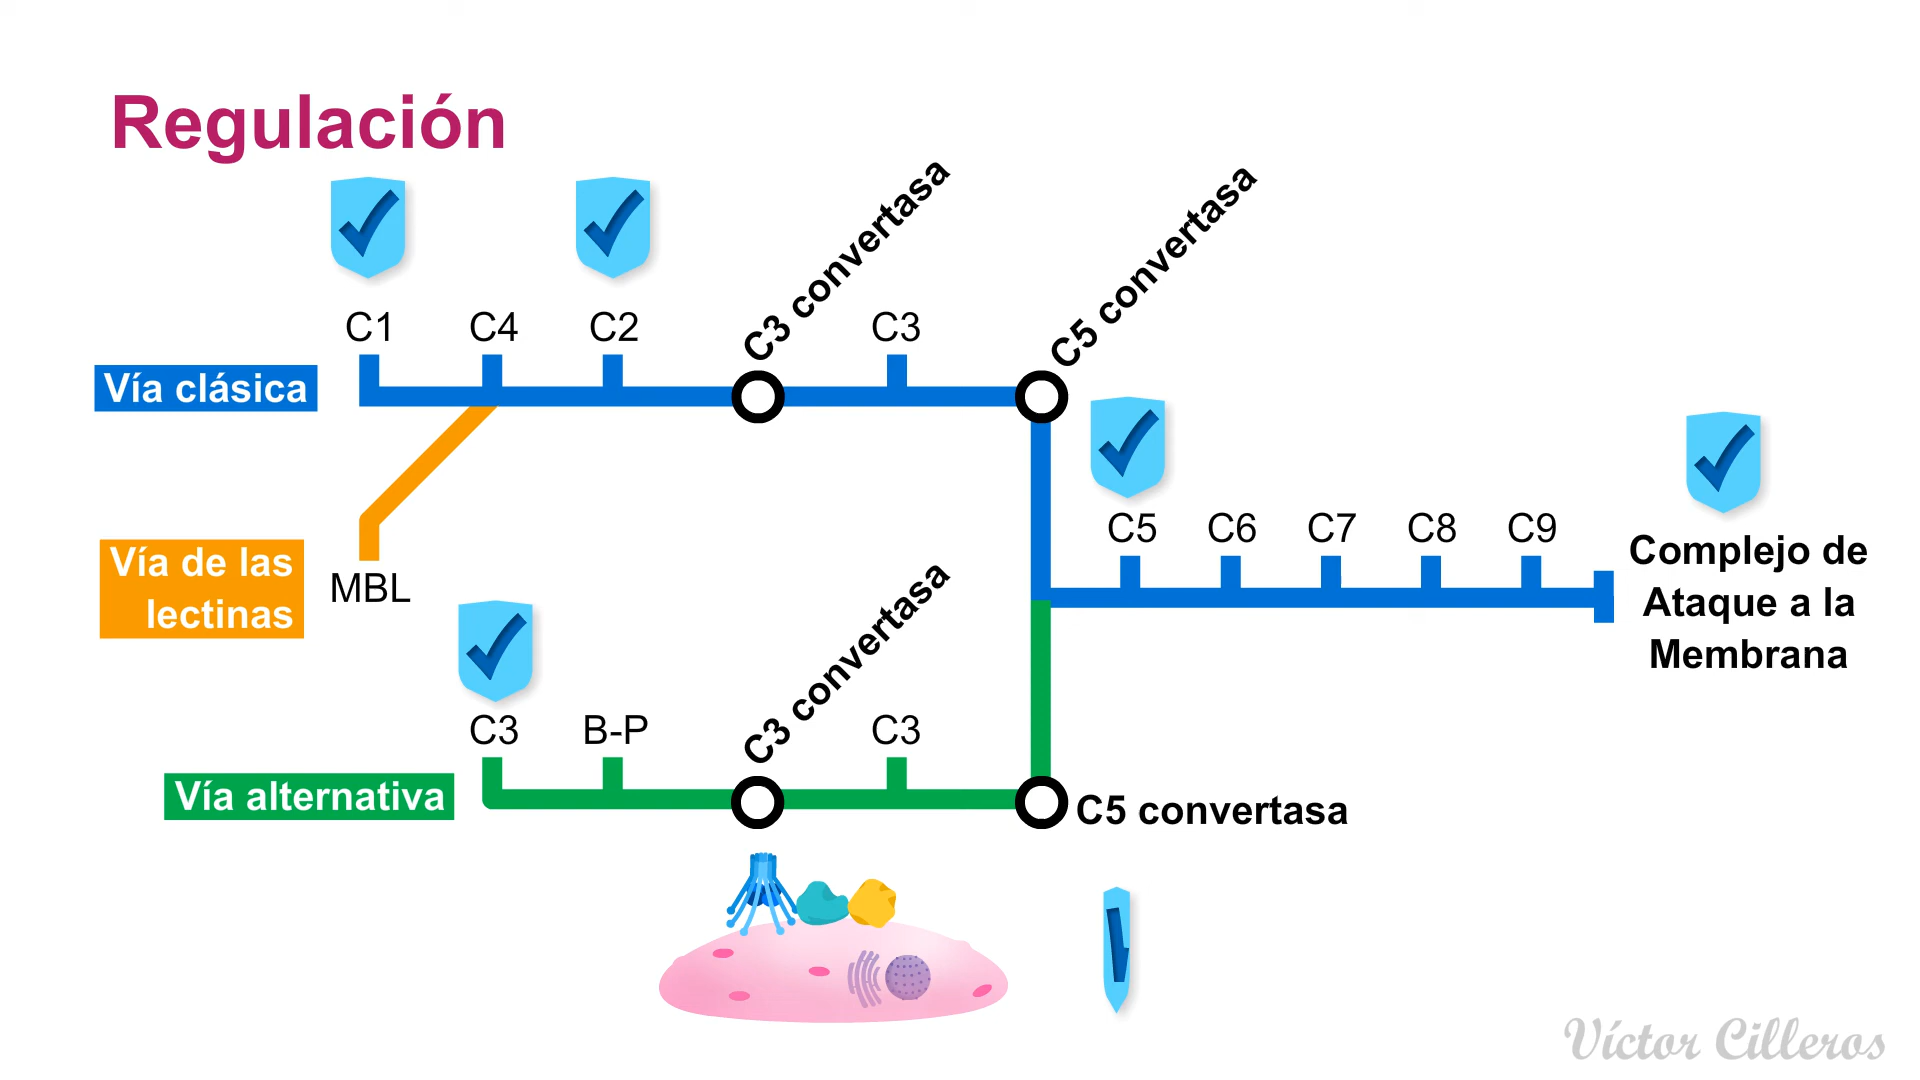 Regulación
C3 convertasa
C5 convertasa
C1
C4
C2
C3
Vía clásica
C5
C6
C7
C8
C9
Complejo de
Ataque a la
Membrana
Vía de las
lectinas
MBL
C3 convertasa
C3
B-P
C3
Vía alternativa
C5 convertasa
Víctor Cilleros